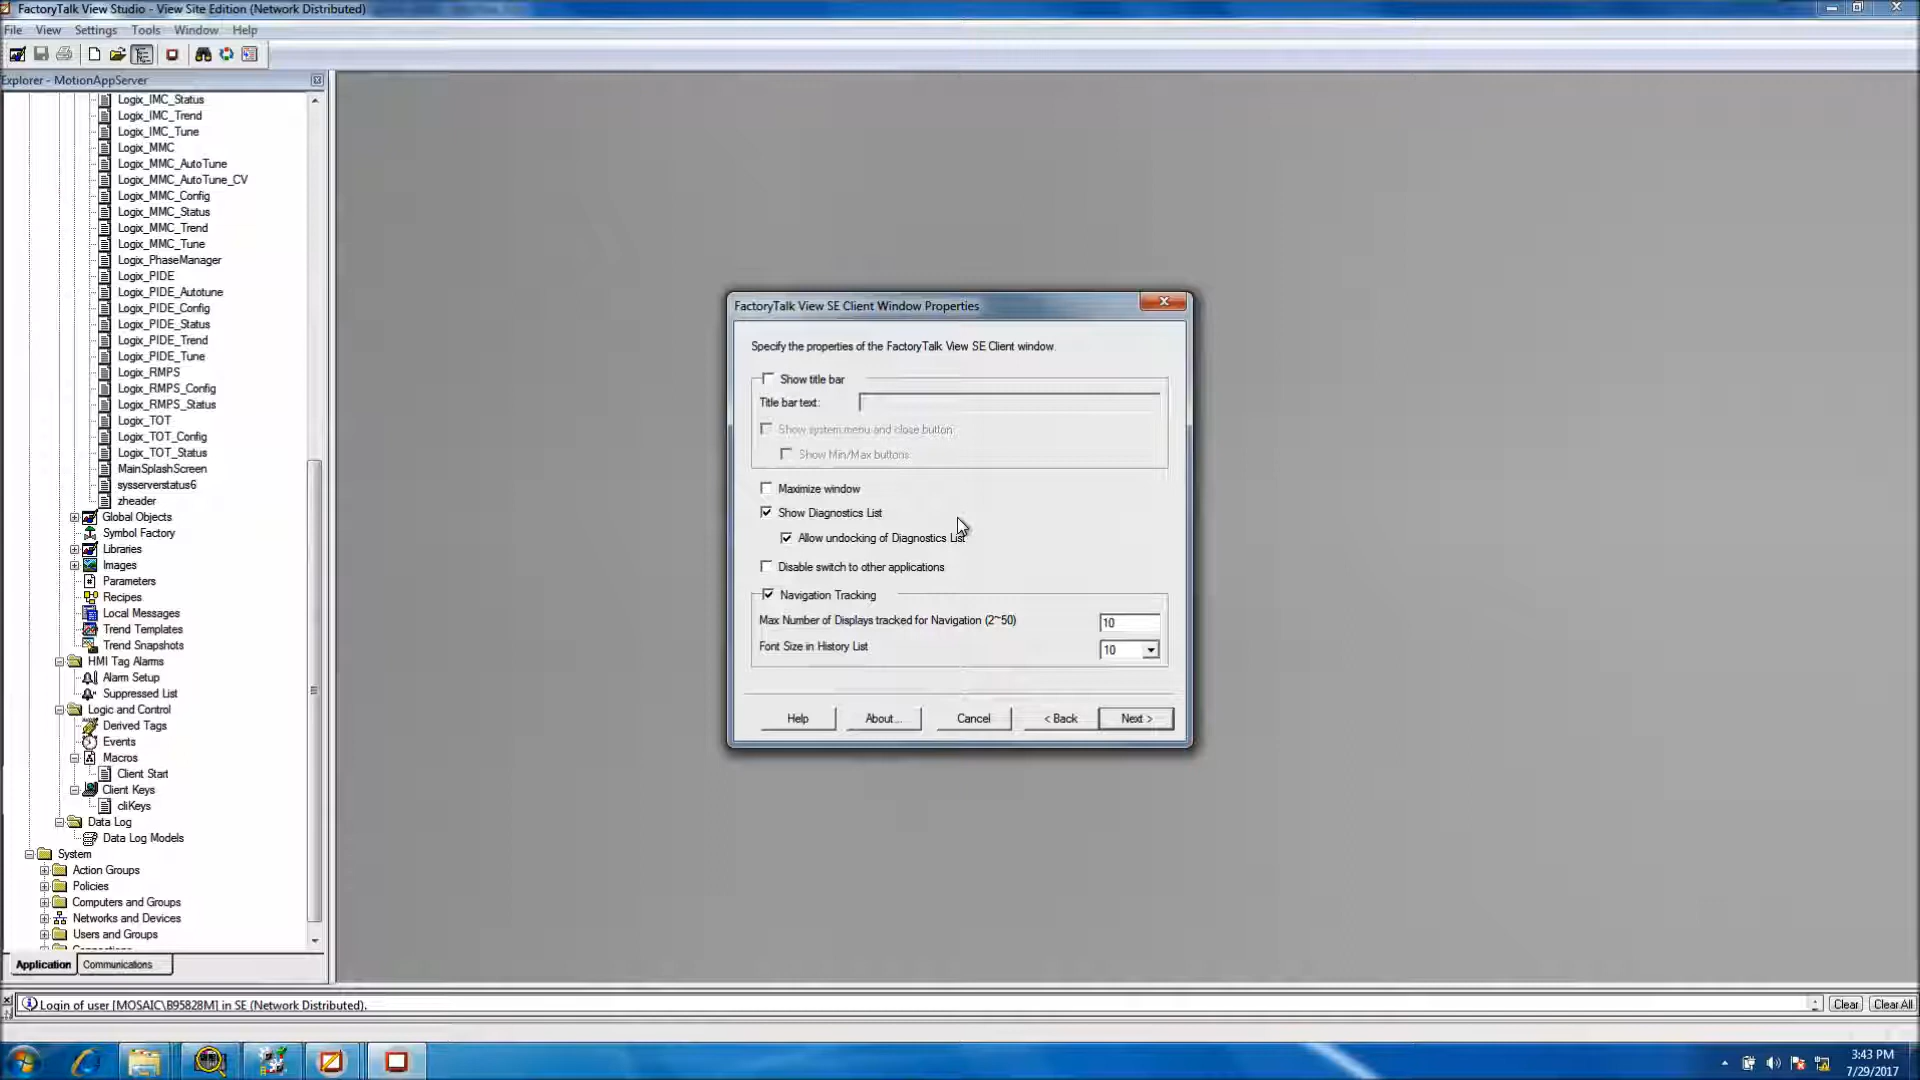 FactoryTalk View Studio - View Site Edition (Network Distributed)
File View Settings Tools Window Help
Explorer - MotionAppServer
Logix_IMC_Status
Logix_IMC_Trend
Logix_IMC_Tune
Logix_MMC
Logix_MMC_AutoTune
Logix_MMC_AutoTune_CV
Logix_MMC_Config
Logix_MMC_Status
Logix_MMC_Trend
Logix_MMC_Tune
Logix_PhaseManager
Logix_PIDE
Logix_PIDE_Autotune
Logix_PIDE_Config
Logix_PIDE_Status
Logix_PIDE_Trend
Logix_PIDE_Tune
Logix_RMPS
Logix_RMPS_Config
Logix_RMPS_Status
Logix_TOT
Logix_TOT_Config
Logix_TOT_Status
MainSplashScreen
sysserverstatus6
zheader
Global Objects
Symbol Factory
Libraries
Images
Parameters
Recipes
Local Messages
Trend Templates
Trend Snapshots
HMI Tag Alarms
Alarm Setup
Suppressed List
Logic and Control
Derived Tags
Events
Macros
Client Start
Client Keys
cliKeys
Data Log
Data Log Models
System
Action Groups
Policies
Computers and Groups
Networks and Devices
Users and Groups
Application Communications
FactoryTalk View SE Client Window Properties
Specify the properties of the FactoryTalk View SE Client window.
Show title bar
Title bar text:
Show system menu and close button
Show Min/Max buttons
Maximize window
Show Diagnostics List
Allow undocking of Diagnostics List
Disable switch to other applications
Navigation Tracking
Max Number of Displays tracked for Navigation (2~50) 10
Font Size in History List 10
Help About... Cancel < Back Next >
Login of user [MOSAIC\B95828M] in SE (Network Distributed).
Clear Clear All
3:43 PM
7/29/2017